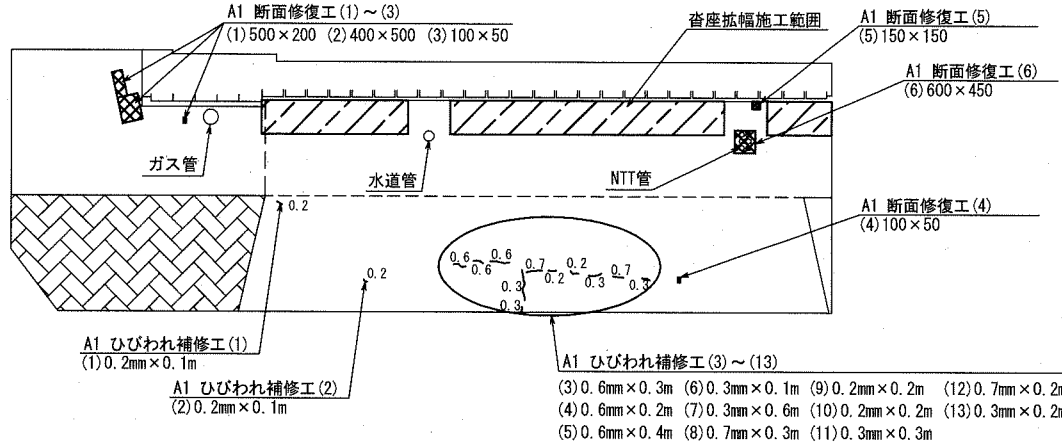 A1 断面修復工(1)～(3)
(1)500×200 (2)400×500 (3)100×50
沓座拡幅施工範囲
A1 断面修復工(5)
(5)150×150
A1 断面修復工(6)
(6)600×450
ガス管
水道管
NTT管
0.2
A1 断面修復工(4)
(4)100×50
0.6
0.6
0.6
0.7
0.2
0.2
0.3
0.7
0.3
0.2
0.3
0.3
A1 ひびわれ補修工(1)
(1)0.2mm×0.1m
A1 ひびわれ補修工(2)
(2)0.2mm×0.1m
A1 ひびわれ補修工(3)～(13)
(3)0.6mm×0.3m (6)0.3mm×0.1m (9)0.2mm×0.2m (12)0.7mm×0.2m
(4)0.6mm×0.2m (7)0.3mm×0.6m (10)0.2mm×0.2m (13)0.3mm×0.2m
(5)0.6mm×0.4m (8)0.7mm×0.3m (11)0.3mm×0.3m